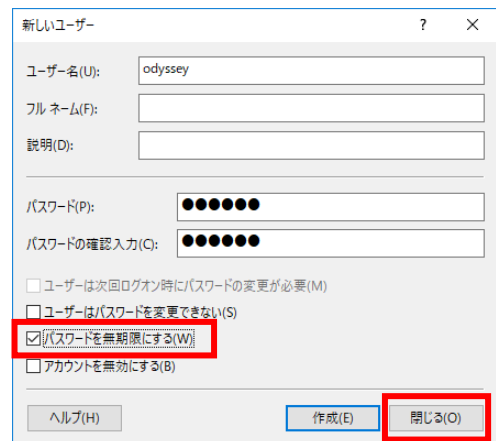 新しいユーザー ? ×
ユーザー名(U): odyssey
フル ネーム(F):
説明(D):
パスワード(P): ●●●●●●
パスワードの確認入力(C): ●●●●●●
ユーザーは次回ログオン時にパスワードの変更が必要(M)
ユーザーはパスワードを変更できない(S)
パスワードを無期限にする(W)
アカウントを無効にする(B)
ヘルプ(H) 作成(E) 閉じる(O)